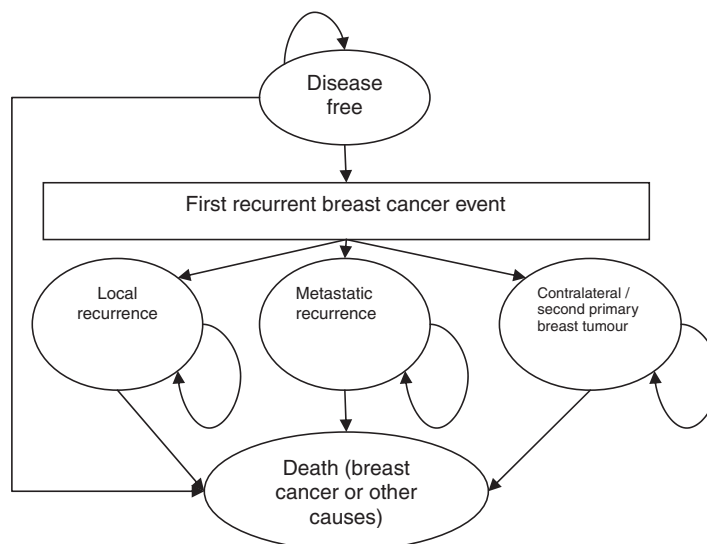 Disease
free
First recurrent breast cancer event
Local
recurrence
Metastatic
recurrence
Contralateral /
second primary
breast tumour
Death (breast
cancer or other
causes)